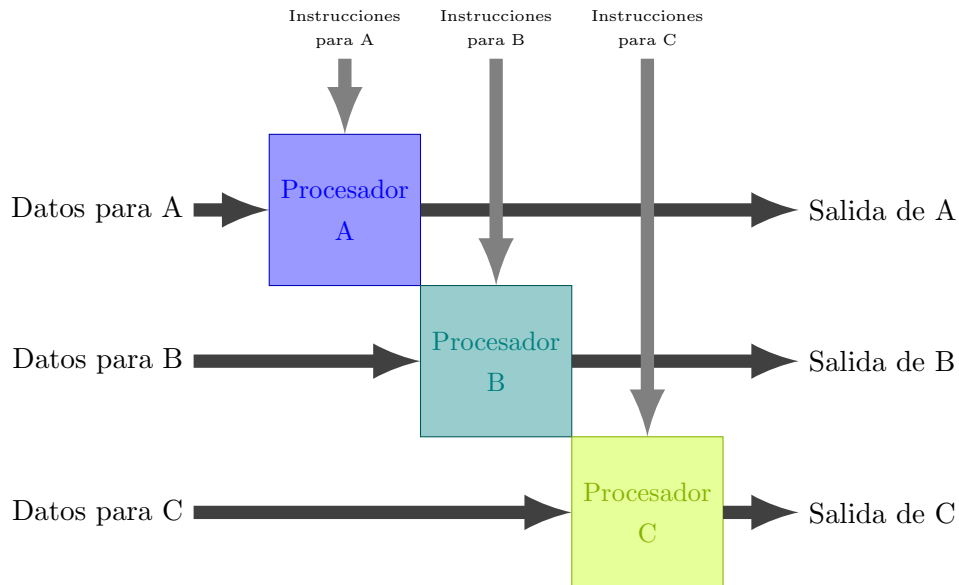 Instrucciones
para A
Instrucciones
para B
Instrucciones
para C
Datos para A
Procesador
A
Salida de A
Datos para B
Procesador
B
Salida de B
Datos para C
Procesador
C
Salida de C